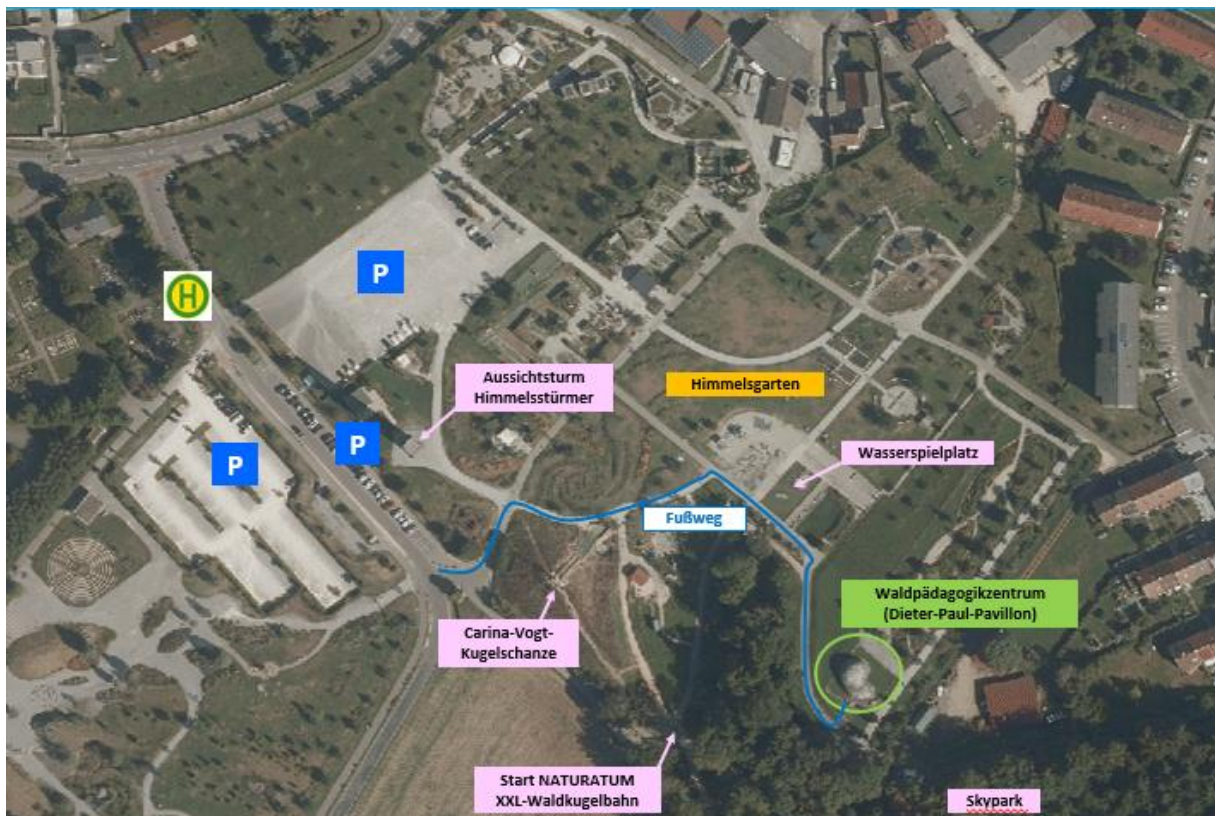 P
H
Aussichtsturm
Himmelsstürmer
Himmelsgarten
P
P
Wasserspielplatz
Fußweg
Waldpädagogikzentrum
(Dieter-Paul-Pavillon)
Carina-Vogt-
Kugelschanze
Start NATURATUM
XXL-Waldkugelbahn
Skypark